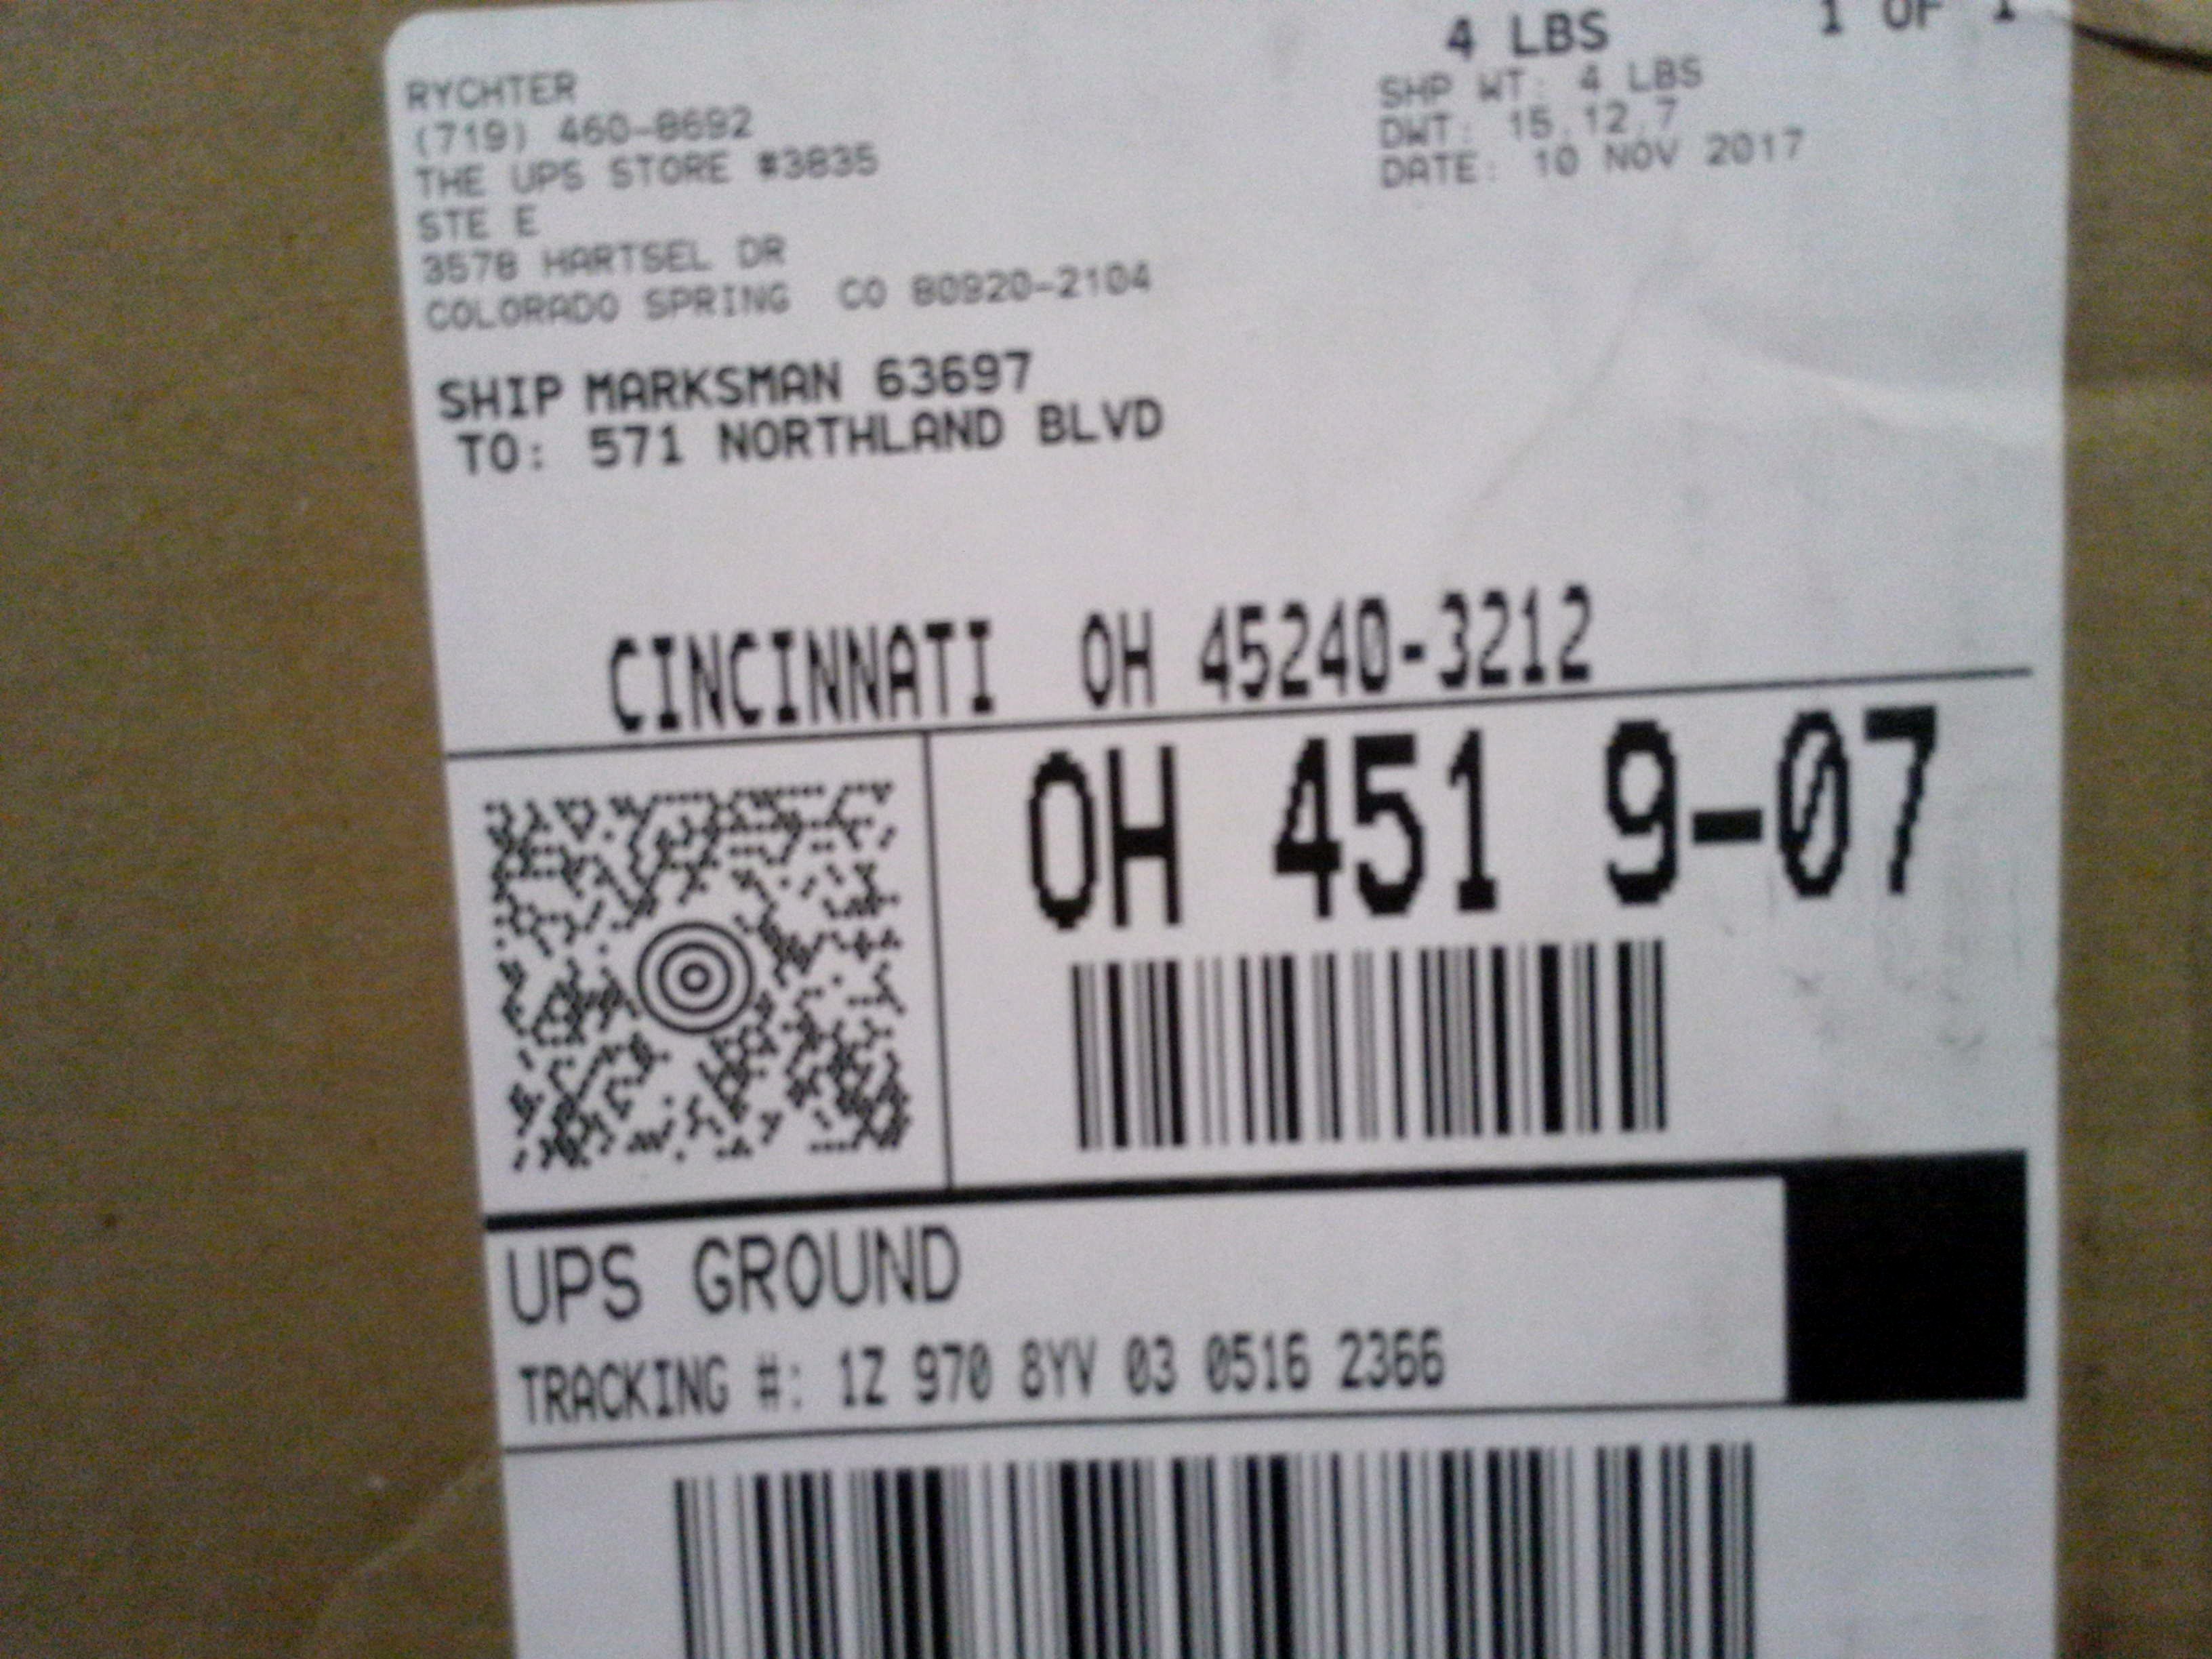 RYCHTER
(719) 460-8692
THE UPS STORE #3835
STE E
3578 HARTSEL DR
COLORADO SPRING CO 80920-2104
4 LBS 1 OF 1
SHP WT: 4 LBS
DWT: 15,12,7
DATE: 10 NOV 2017
SHIP MARKSMAN 63697
TO: 571 NORTHLAND BLVD
CINCINNATI OH 45240-3212
OH 451 9-07
UPS GROUND
TRACKING #: 1Z 970 8YV 03 0516 2366